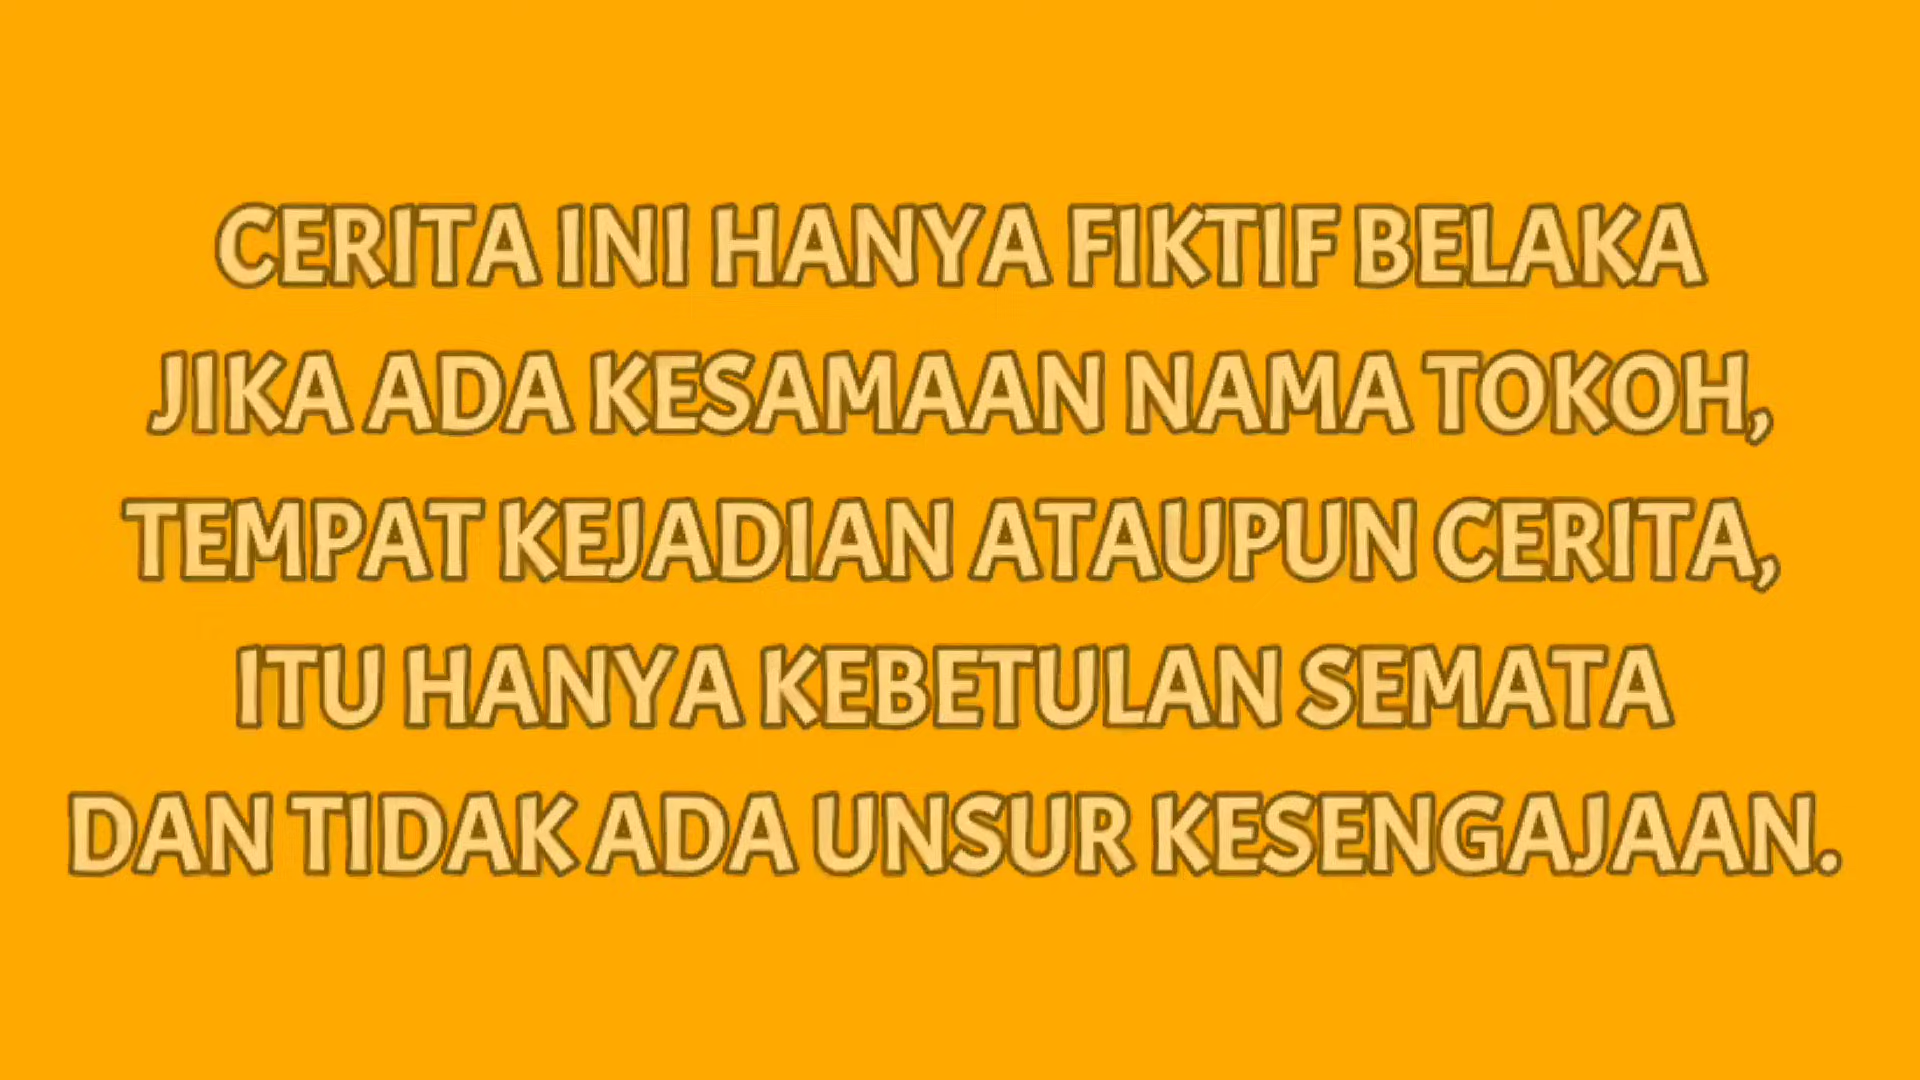 CERITA INI HANYA FIKTIF BELAKA
JIKA ADA KESAMAAN NAMA TOKOH,
TEMPAT KEJADIAN ATAUPUN CERITA,
ITU HANYA KEBETULAN SEMATA
DAN TIDAK ADA UNSUR KESENGAJAAN.